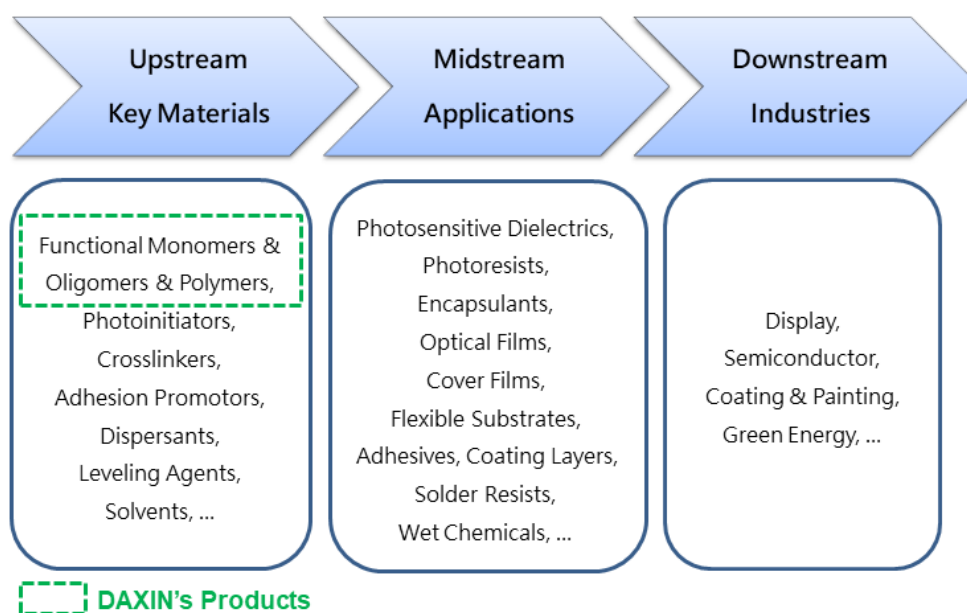 Upstream
Key Materials
Midstream
Applications
Downstream
Industries
Functional Monomers &
Oligomers & Polymers,
Photoinitiators,
Crosslinkers,
Adhesion Promotors,
Dispersants,
Leveling Agents,
Solvents, ...
Photosensitive Dielectrics,
Photoresists,
Encapsulants,
Optical Films,
Cover Films,
Flexible Substrates,
Adhesives, Coating Layers,
Solder Resists,
Wet Chemicals, ...
Display,
Semiconductor,
Coating & Painting,
Green Energy, ...
DAXIN's Products